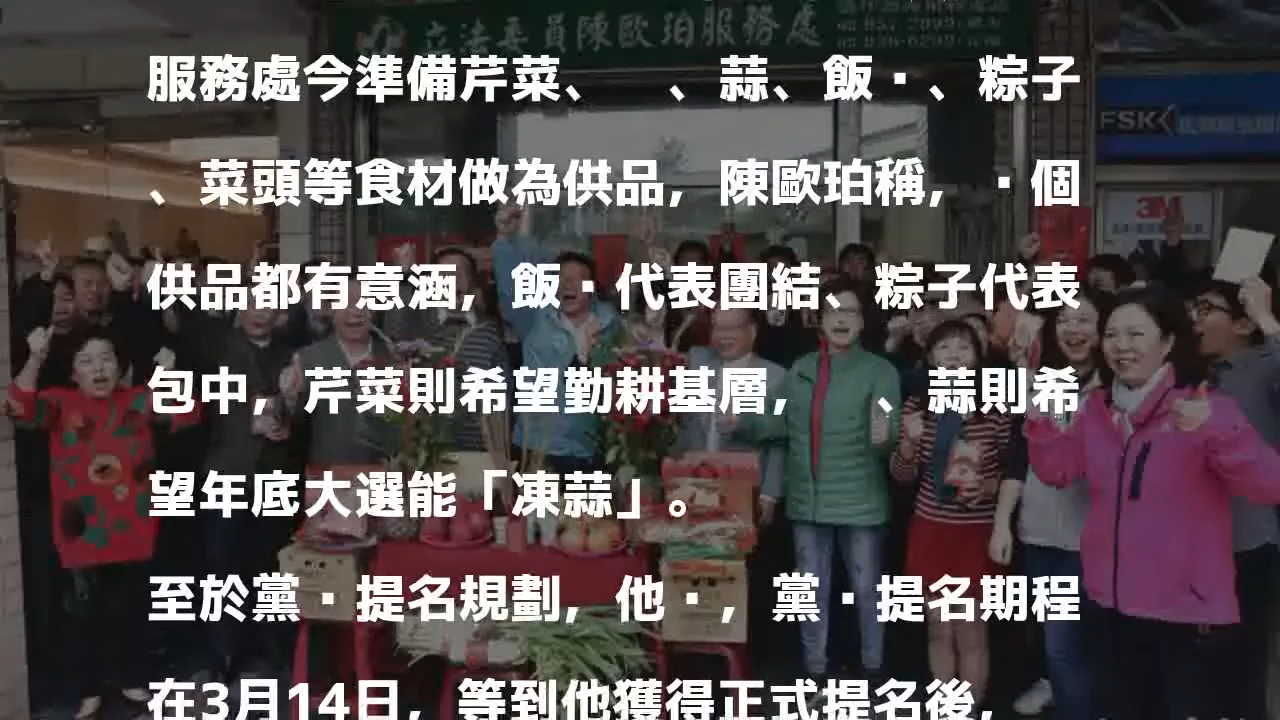 立法委員陳歐珀服務處
服務處今準備芹菜、　、蒜、飯·、粽子
FSK
、菜頭等食材做為供品，陳歐珀稱，·個
3M
供品都有意涵，飯·代表團結、粽子代表
包中，芹菜則希望勤耕基層，　、蒜則希
望年底大選能「凍蒜」。
至於黨·提名規劃，他·，黨·提名期程
在3月14日，等到他獲得正式提名後，